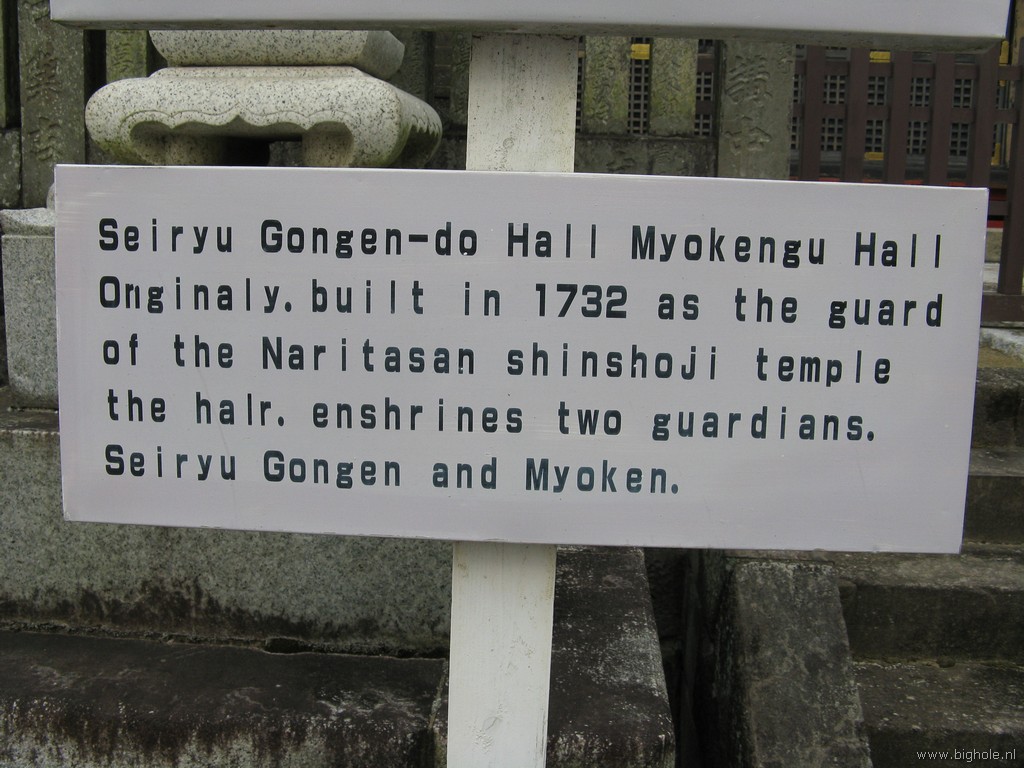 Seiryu Gongen-do Hall Myokengu Hall
Onginaly. built in 1732 as the guard
of the Naritasan shinshoji temple
the halr. enshrines two guardians.
Seiryu Gongen and Myoken.
www.bighole.nl